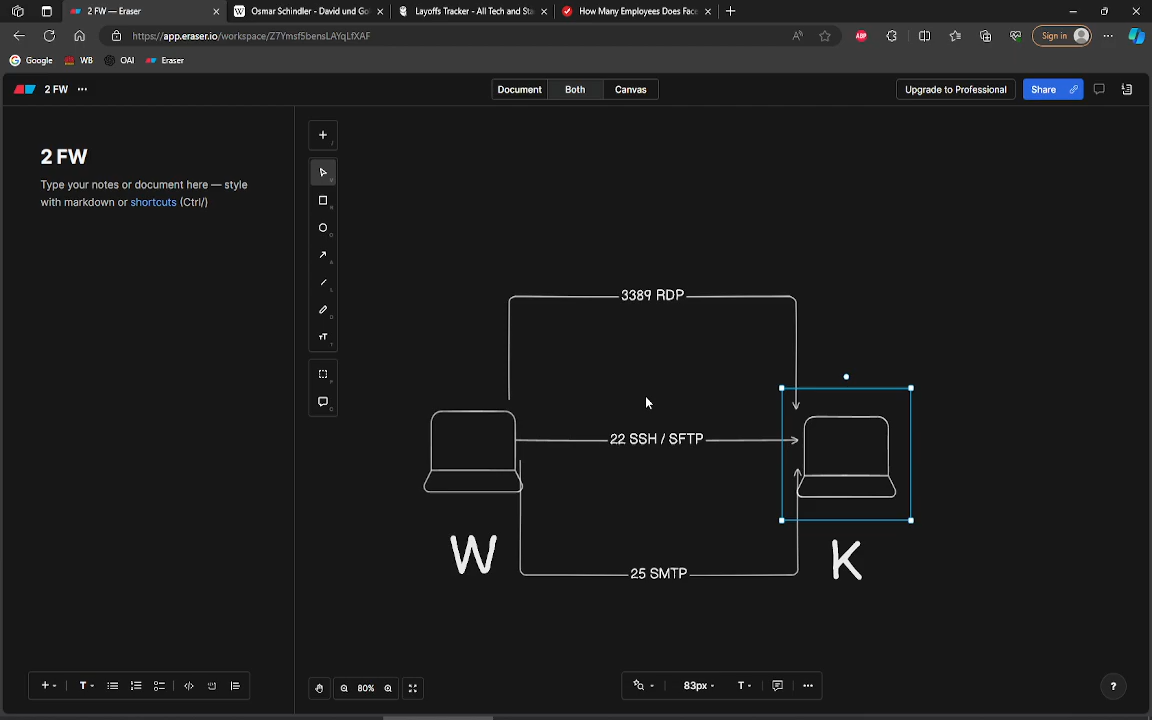 2 FW — Eraser
Osmar Schindler - David und Go
Layoffs Tracker - All Tech and Sta
How Many Employees Does Fac
https://app.eraser.io/workspace/Z7Ymsf5bensLAYqLfXAF
Sign in
Google
WB
OAI
Eraser
2 FW
Document
Both
Canvas
Upgrade to Professional
Share
2 FW
Type your notes or document here — style
with markdown or shortcuts (Ctrl/)
3389 RDP
22 SSH / SFTP
W
K
25 SMTP
80%
83px
T
?